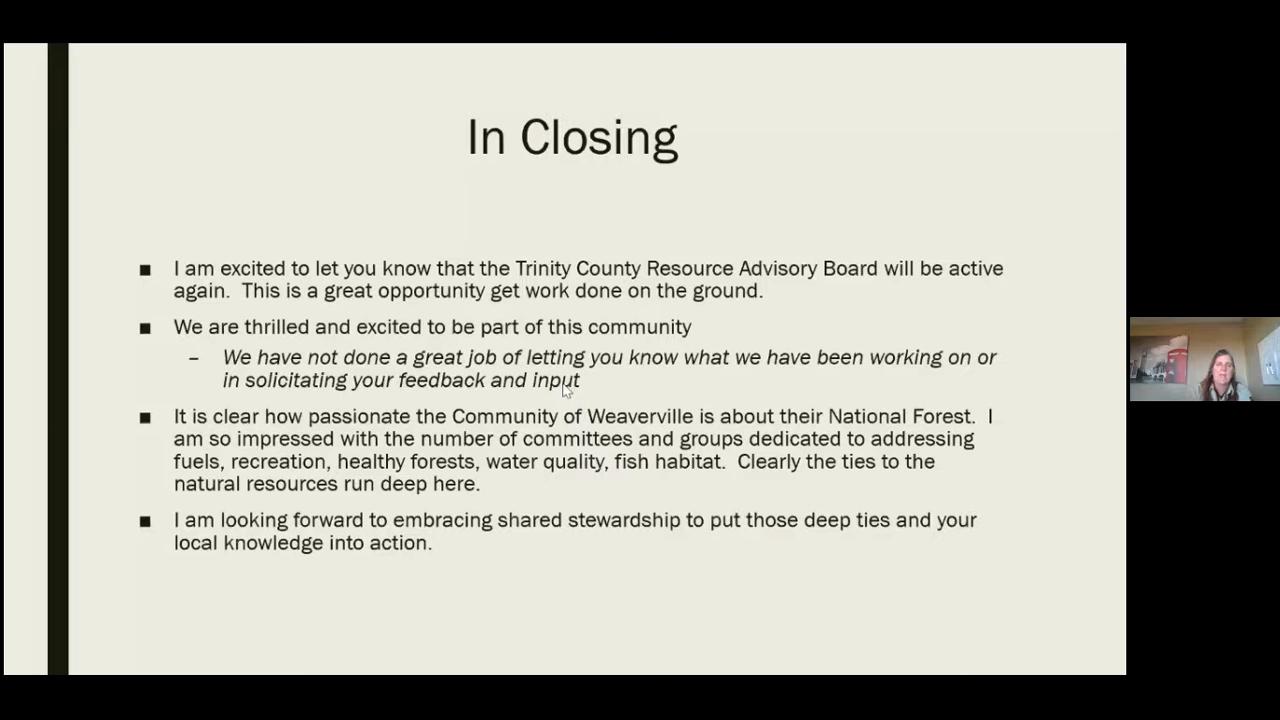 In Closing
■ I am excited to let you know that the Trinity County Resource Advisory Board will be active
again.  This is a great opportunity get work done on the ground.
■ We are thrilled and excited to be part of this community
– We have not done a great job of letting you know what we have been working on or
in solicitating your feedback and input
■ It is clear how passionate the Community of Weaverville is about their National Forest.  I
am so impressed with the number of committees and groups dedicated to addressing
fuels, recreation, healthy forests, water quality, fish habitat.  Clearly the ties to the
natural resources run deep here.
■ I am looking forward to embracing shared stewardship to put those deep ties and your
local knowledge into action.